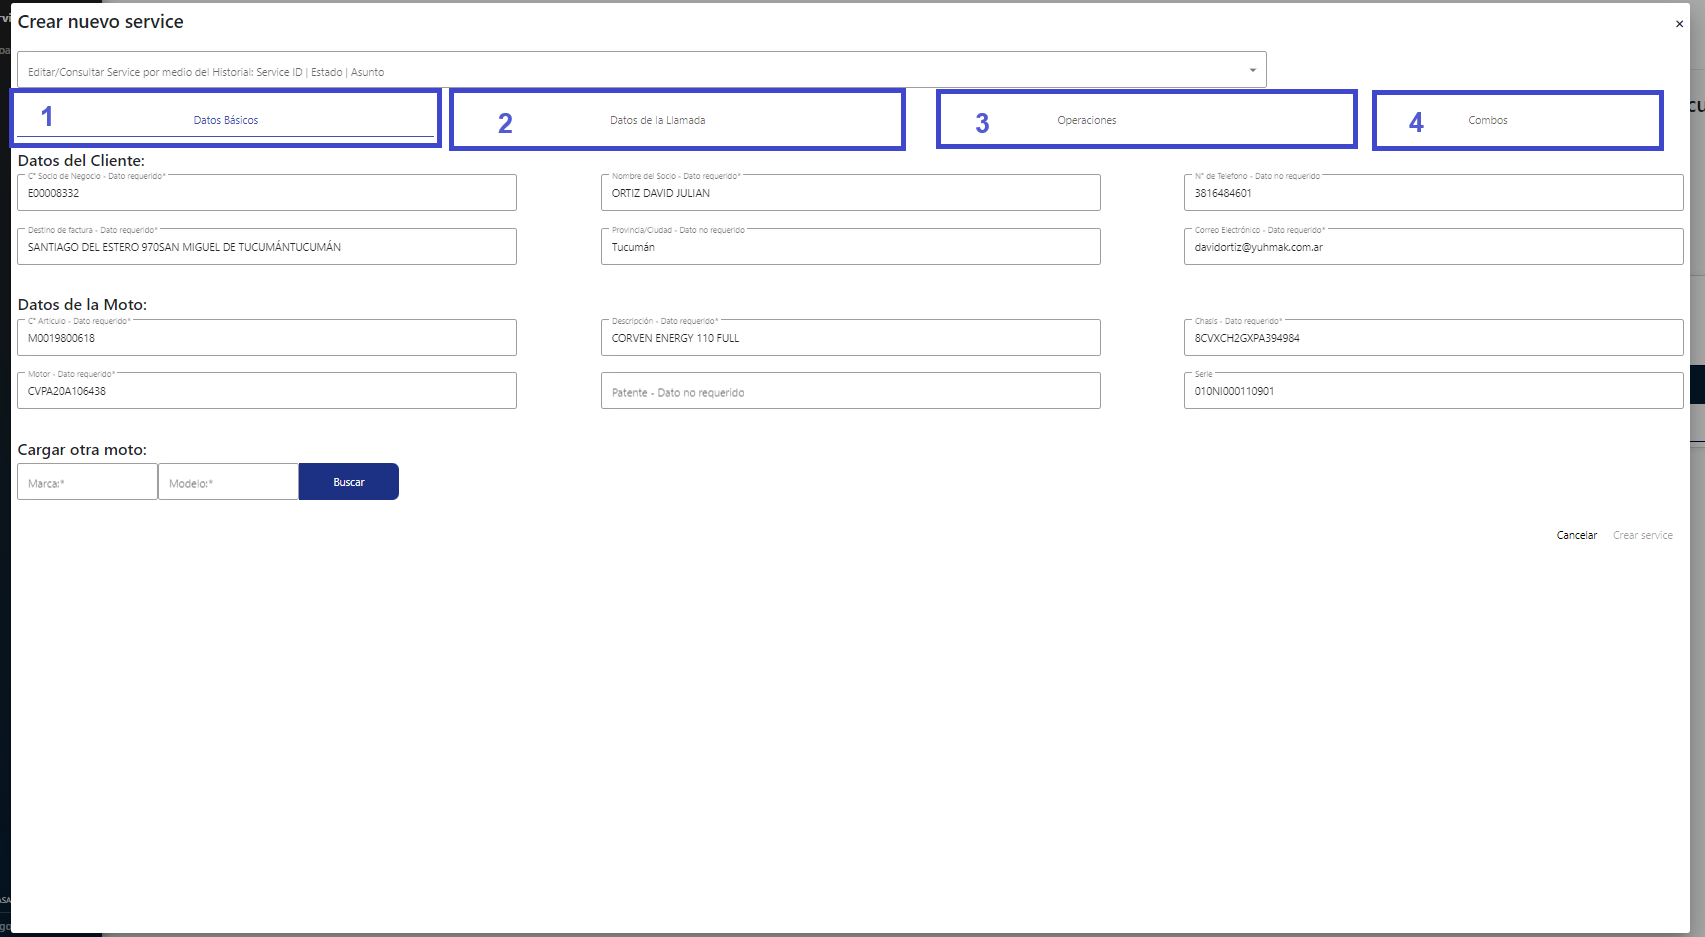 Crear nuevo service
×
Editar/Consultar Service por medio del Historial: Service ID | Estado | Asunto
1 Datos Básicos
2 Datos de la Llamada
3 Operaciones
4 Combos
Datos del Cliente:
C° Socio de Negocio - Dato requerido*
E00008332
Nombre del Socio - Dato requerido*
ORTIZ DAVID JULIAN
N° de Telefono - Dato no requerido
3816484601
Destino de factura - Dato requerido*
SANTIAGO DEL ESTERO 970SAN MIGUEL DE TUCUMÁNTUCUMÁN
Provincia/Ciudad - Dato no requerido
Tucumán
Correo Electrónico - Dato requerido*
davidortiz@yuhmak.com.ar
Datos de la Moto:
C° Articulo - Dato requerido*
M0019800618
Descripción - Dato requerido*
CORVEN ENERGY 110 FULL
Chasis - Dato requerido*
8CVXCH2GXPA394984
Motor - Dato requerido*
CVPA20A106438
Patente - Dato no requerido
Serie
010NI000110901
Cargar otra moto:
Marca:*
Modelo:*
Buscar
Cancelar
Crear service